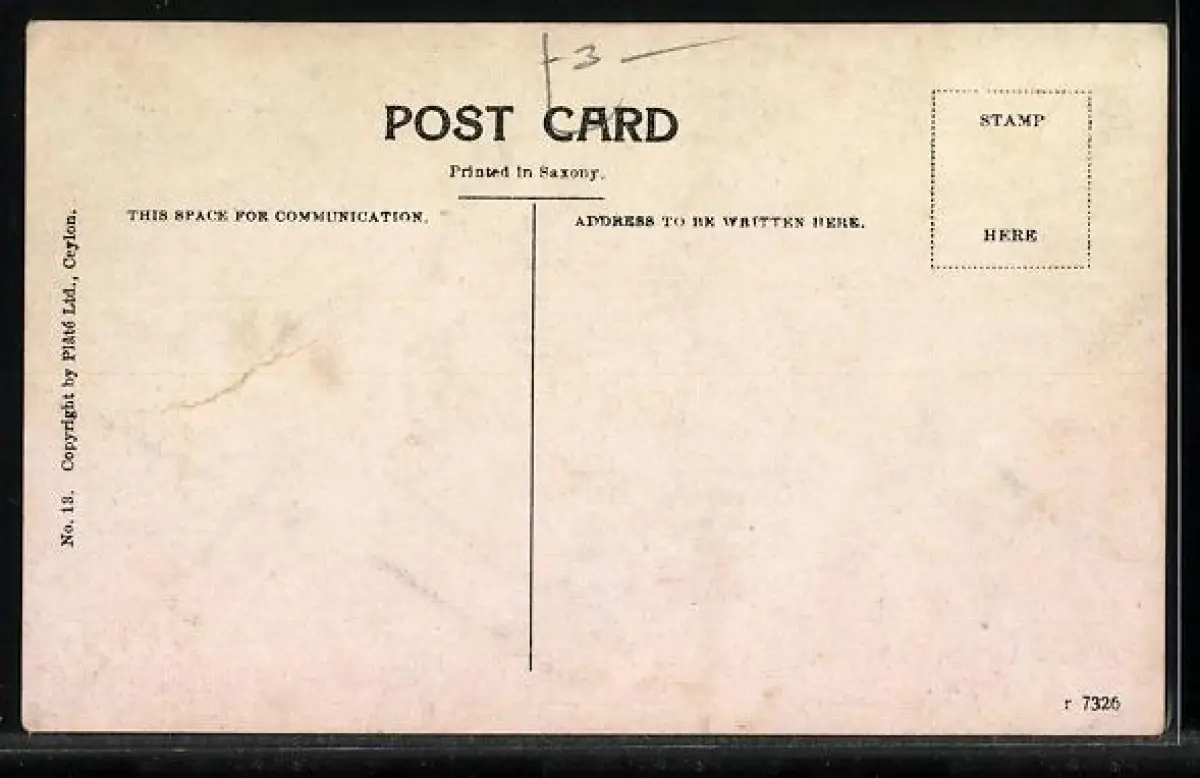 -3 —
POST CARD
Printed in Saxony.
THIS SPACE FOR COMMUNICATION.
ADDRESS TO BE WRITTEN HERE.
STAMP
HERE
No. 13. Copyright by Plâté Ltd., Ceylon.
r 7326